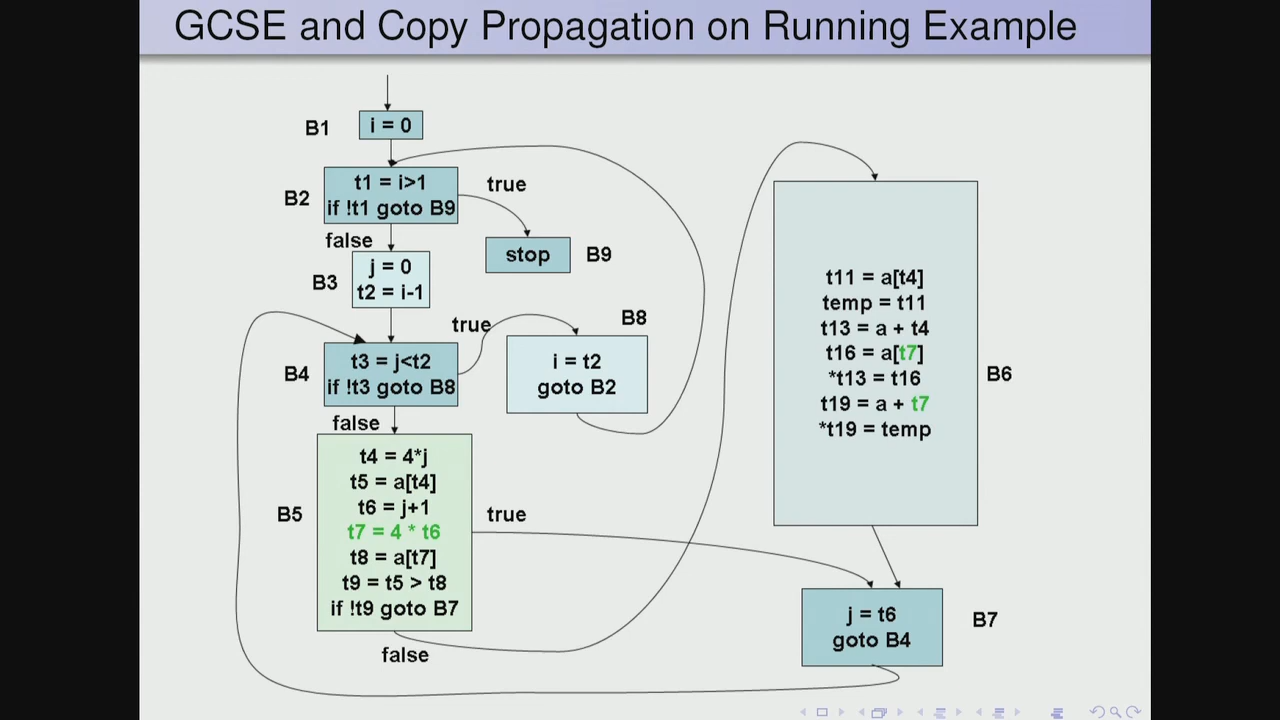 GCSE and Copy Propagation on Running Example
B1
i = 0
B2
t1 = i>1
if !t1 goto B9
true
false
stop
B9
B3
j = 0
t2 = i-1
true
B8
i = t2
goto B2
B4
t3 = j<t2
if !t3 goto B8
false
B5
t4 = 4*j
t5 = a[t4]
t6 = j+1
t7 = 4 * t6
t8 = a[t7]
t9 = t5 > t8
if !t9 goto B7
true
false
t11 = a[t4]
temp = t11
t13 = a + t4
t16 = a[t7]
*t13 = t16
t19 = a + t7
*t19 = temp
B6
j = t6
goto B4
B7